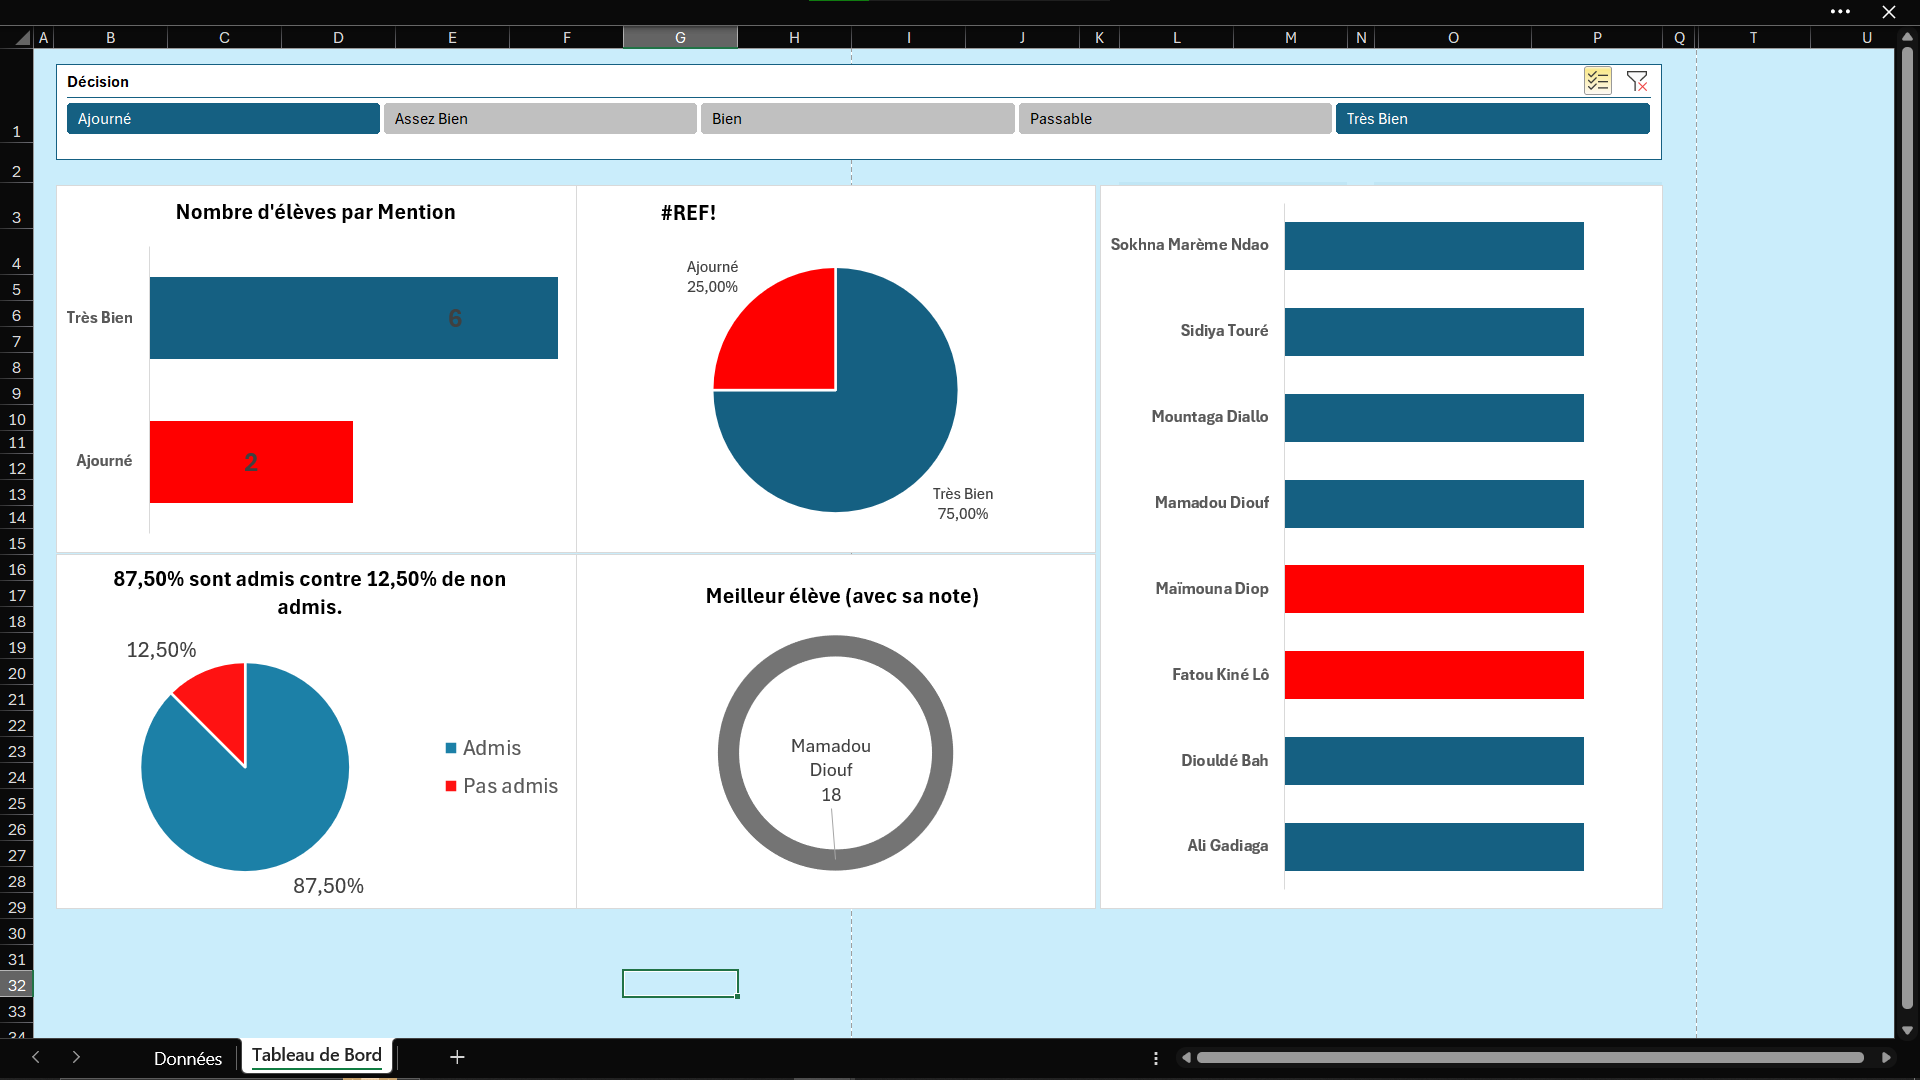 A B C D E F G H I J K L M N O P Q T U
Décision
Ajourné Assez Bien Bien Passable Très Bien
1
2
3
4
5
6
7
8
9
10
11
12
13
14
15
16
17
18
19
20
21
22
23
24
25
26
27
28
29
30
31
32
33
34
Nombre d'élèves par Mention
Très Bien
6
Ajourné
2
#REF!
Ajourné
25,00%
Très Bien
75,00%
87,50% sont admis contre 12,50% de non
admis.
12,50%
Admis
Pas admis
87,50%
Meilleur élève (avec sa note)
Mamadou
Diouf
18
Sokhna Marème Ndao
Sidiya Touré
Mountaga Diallo
Mamadou Diouf
Maïmouna Diop
Fatou Kiné Lô
Diouldé Bah
Ali Gadiaga
Données Tableau de Bord